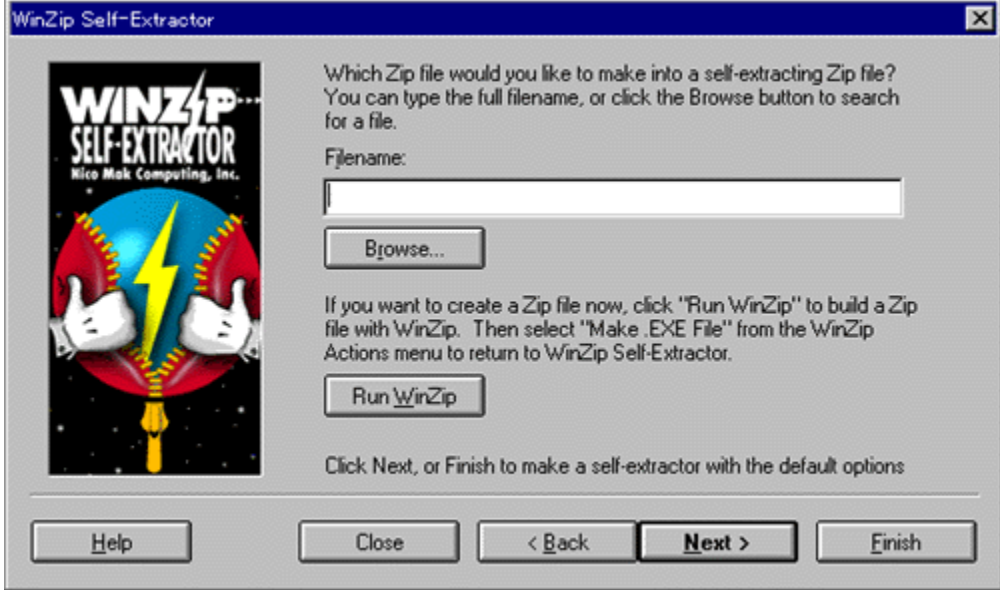 WinZip Self-Extractor
WINZIP
SELF-EXTRACTOR
Nico Mak Computing, Inc.
Which Zip file would you like to make into a self-extracting Zip file?
You can type the full filename, or click the Browse button to search
for a file.
Filename:
Browse...
If you want to create a Zip file now, click "Run WinZip" to build a Zip
file with WinZip. Then select "Make .EXE File" from the WinZip
Actions menu to return to WinZip Self-Extractor.
Run WinZip
Click Next, or Finish to make a self-extractor with the default options
Help
Close
< Back
Next >
Finish